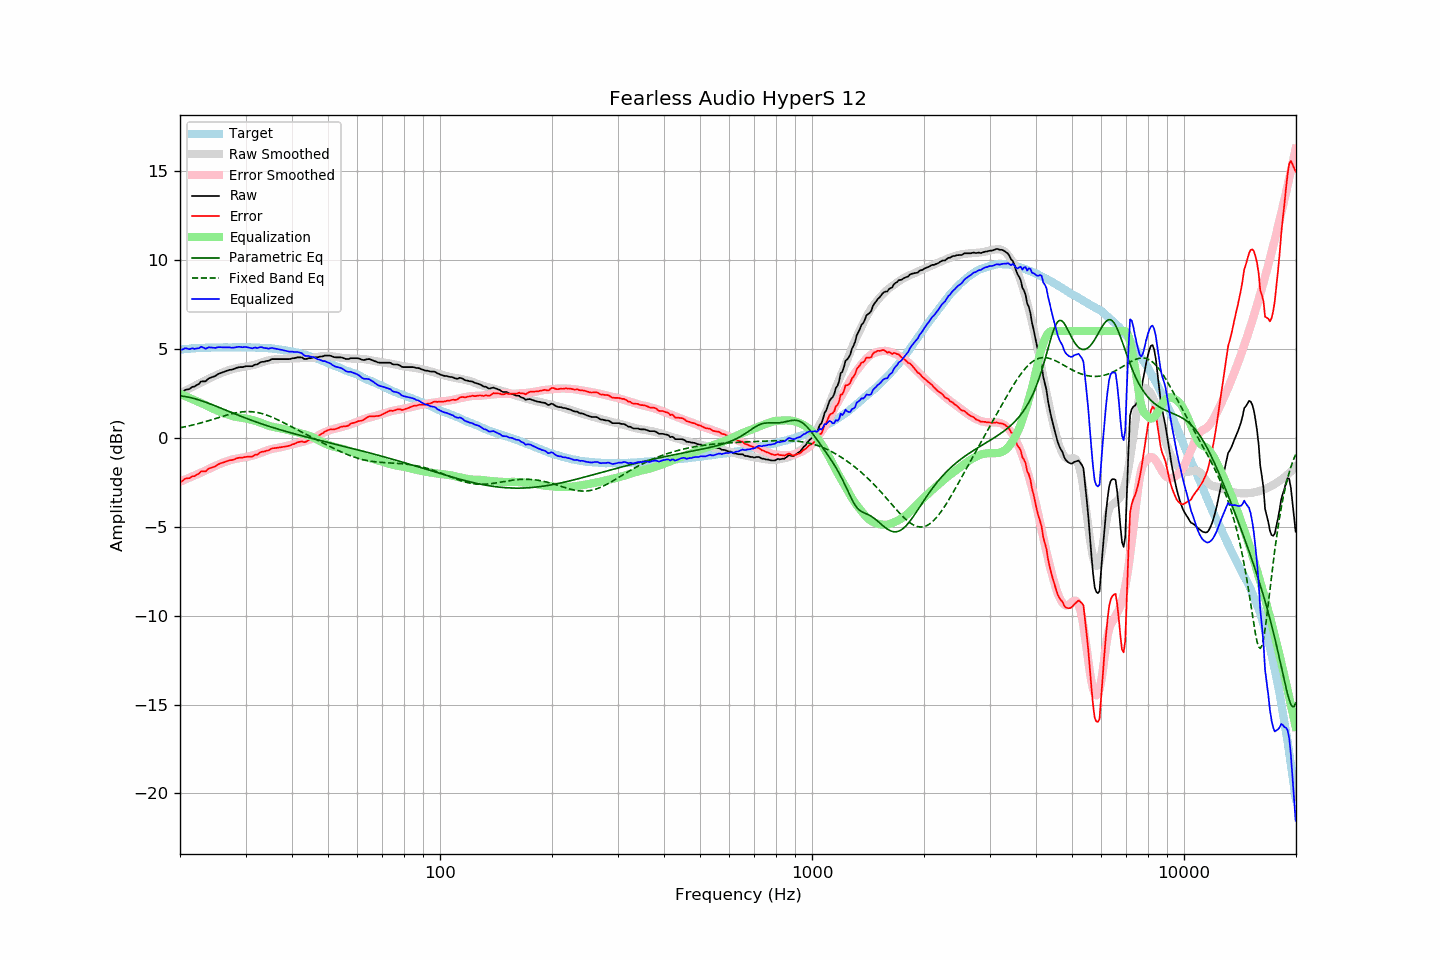 Fearless Audio HyperS 12
Target
Raw Smoothed
Error Smoothed
Raw
Error
Equalization
Parametric Eq
Fixed Band Eq
Equalized
15
10
5
0
−5
−10
−15
−20
Amplitude (dBr)
100
1000
10000
Frequency (Hz)